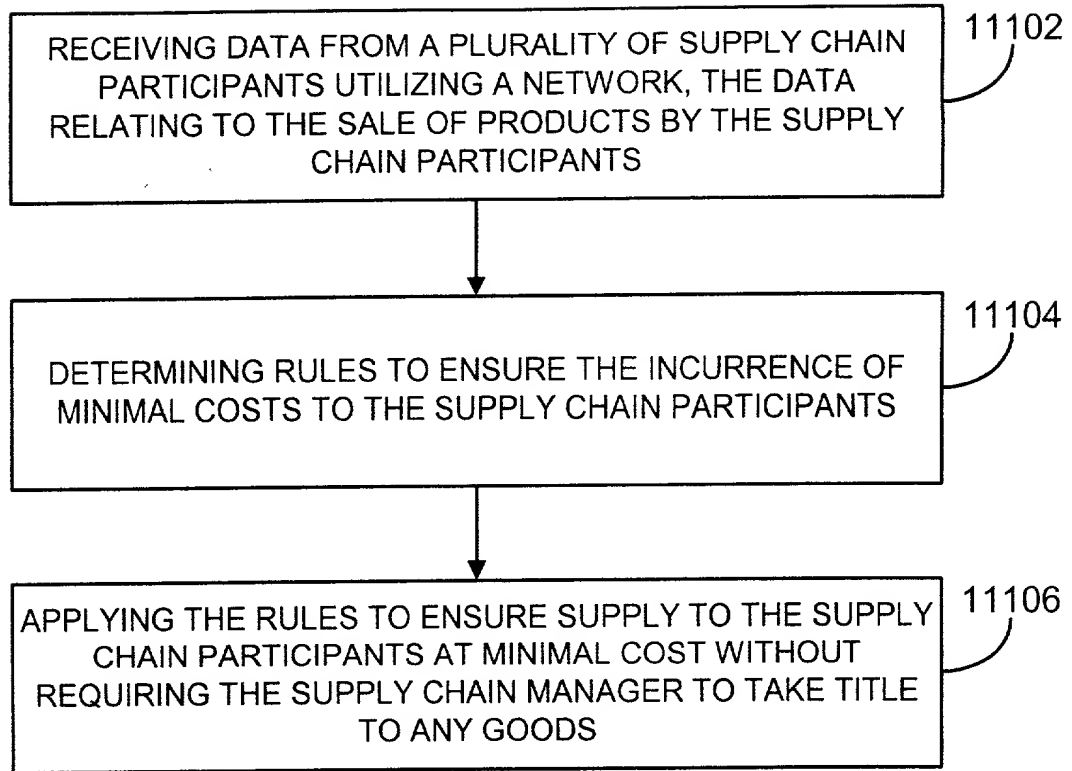 RECEIVING DATA FROM A PLURALITY OF SUPPLY CHAIN
PARTICIPANTS UTILIZING A NETWORK, THE DATA
RELATING TO THE SALE OF PRODUCTS BY THE SUPPLY
CHAIN PARTICIPANTS
11102
DETERMINING RULES TO ENSURE THE INCURRENCE OF
MINIMAL COSTS TO THE SUPPLY CHAIN PARTICIPANTS
11104
APPLYING THE RULES TO ENSURE SUPPLY TO THE SUPPLY
CHAIN PARTICIPANTS AT MINIMAL COST WITHOUT
REQUIRING THE SUPPLY CHAIN MANAGER TO TAKE TITLE
TO ANY GOODS
11106